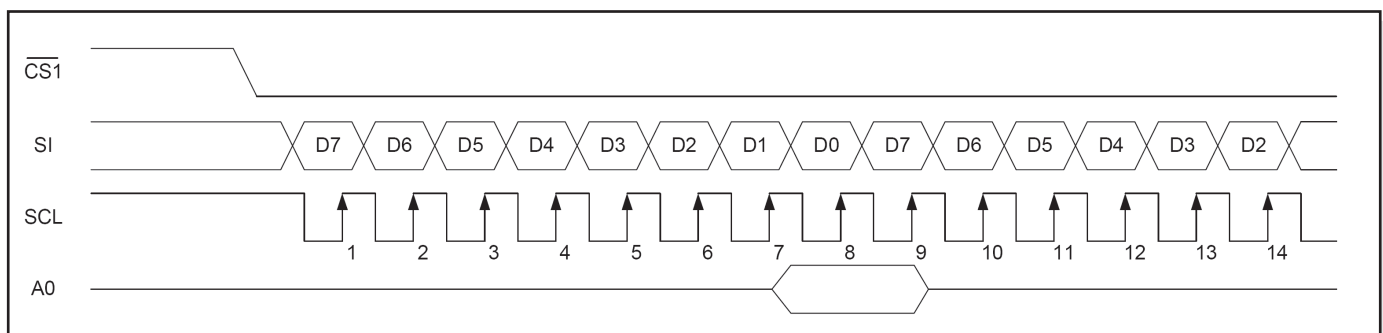 CS1
SI D7 D6 D5 D4 D3 D2 D1 D0 D7 D6 D5 D4 D3 D2
SCL
1 2 3 4 5 6 7 8 9 10 11 12 13 14
A0